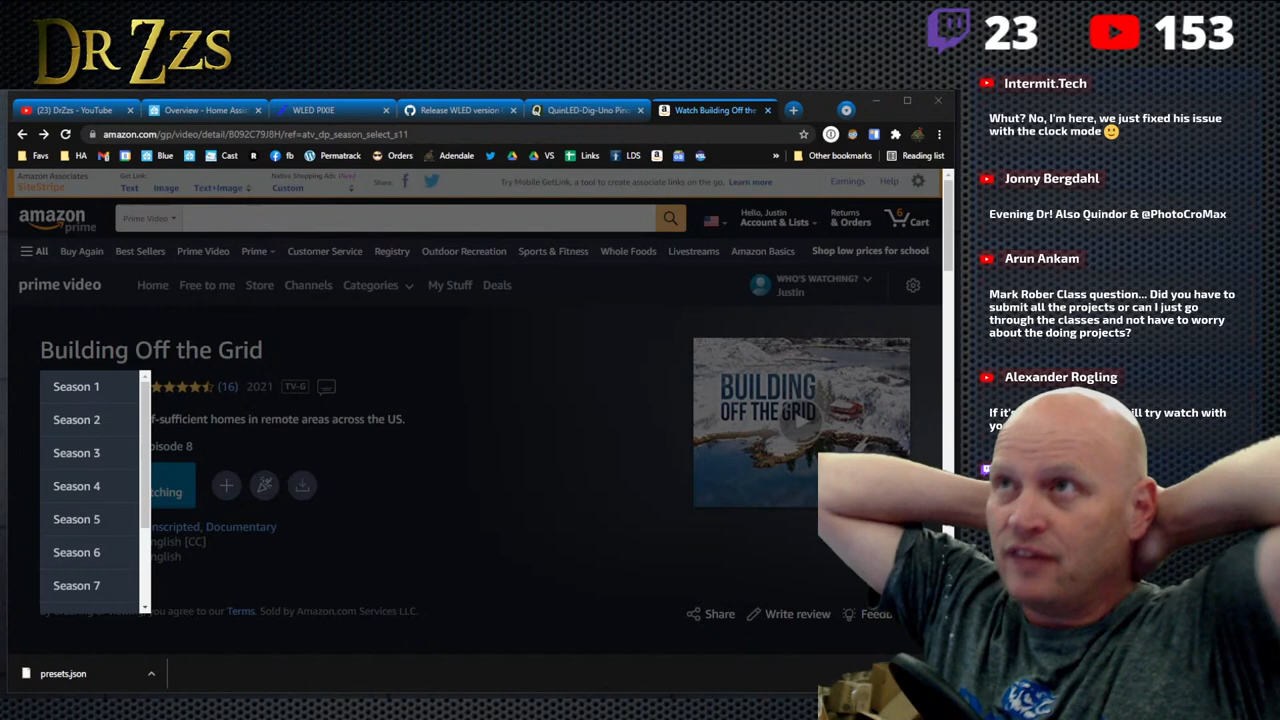 DR ZZS
23
153
(23) DrZzs - YouTube
Overview - Home Assis
WLED PIXIE
Release WLED version
QuinLED-Dig-Uno Pino
Watch Building Off the
amazon.com/gp/video/detail/B092C79J8H/ref=atv_dp_season_select_s11
Favs
HA
Blue
Cast
fb
Permatrack
Orders
Adendale
VS
Links
LDS
Other bookmarks
Reading list
Amazon Associates
SiteStripe
Get Link:
Text
Image
Text+Image
Native Shopping Ads
Custom
Share:
Try Mobile GetLink, a tool to create associate links on the go. Learn more
Earnings
Help
amazon prime
Prime Video
Hello, Justin
Account & Lists
Returns
& Orders
6
Cart
All
Buy Again
Best Sellers
Prime Video
Prime
Customer Service
Registry
Outdoor Recreation
Sports & Fitness
Whole Foods
Livestreams
Amazon Basics
Shop low prices for school
prime video
Home
Free to me
Store
Channels
Categories
My Stuff
Deals
WHO'S WATCHING?
Justin
Building Off the Grid
Season 1
Season 2
Season 3
Season 4
Season 5
Season 6
Season 7
(16)
2021
TV-G
f-sufficient homes in remote areas across the US.
pisode 8
tching
nscripted, Documentary
nglish [CC]
nglish
you agree to our Terms. Sold by Amazon.com Services LLC.
BUILDING
OFF THE GRID
Share
Write review
Feed
presets.json
Intermit.Tech
What? No, I'm here, we just fixed his issue
with the clock mode
Jonny Bergdahl
Evening Dr! Also Quindor & @PhotoCroMax
Arun Ankam
Mark Rober Class question... Did you have to
submit all the projects or can I just go
through the classes and not have to worry
about the doing projects?
Alexander Rogling
If it's
ill try watch with